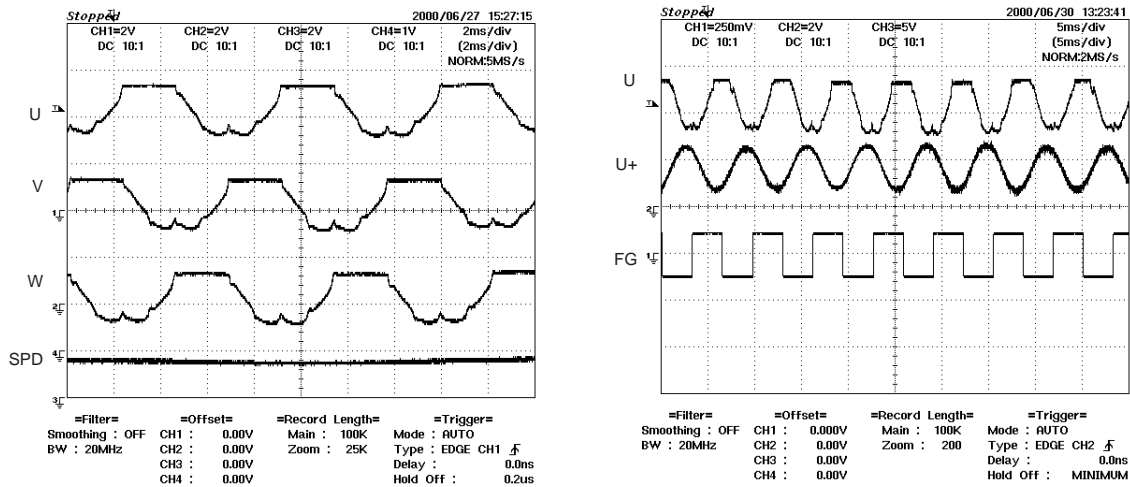 Stopped
2000/06/27 15:27:15
CH1=2V CH2=2V CH3=2V CH4=1V 2ms/div
DC 10:1 DC 10:1 DC 10:1 DC 10:1 (2ms/div)
NORM:5MS/s
U
V
W
SPD
=Filter= =Offset= =Record Length= =Trigger=
Smoothing : OFF CH1 : 0.00V Main : 100K Mode : AUTO
BW : 20MHz CH2 : 0.00V Zoom : 25K Type : EDGE CH1
CH3 : 0.00V Delay : 0.0ns
CH4 : 0.00V Hold Off : 0.2us
Stopped
2000/06/30 13:23:41
CH1=250mV CH2=2V CH3=5V 5ms/div
DC 10:1 DC 10:1 DC 10:1 (5ms/div)
NORM:2MS/s
U
U+
FG
=Filter= =Offset= =Record Length= =Trigger=
Smoothing : OFF CH1 : 0.000V Main : 100K Mode : AUTO
BW : 20MHz CH2 : 0.00V Zoom : 200 Type : EDGE CH2
CH3 : 0.00V Delay : 0.0ns
CH4 : 0.00V Hold Off : MINIMUM